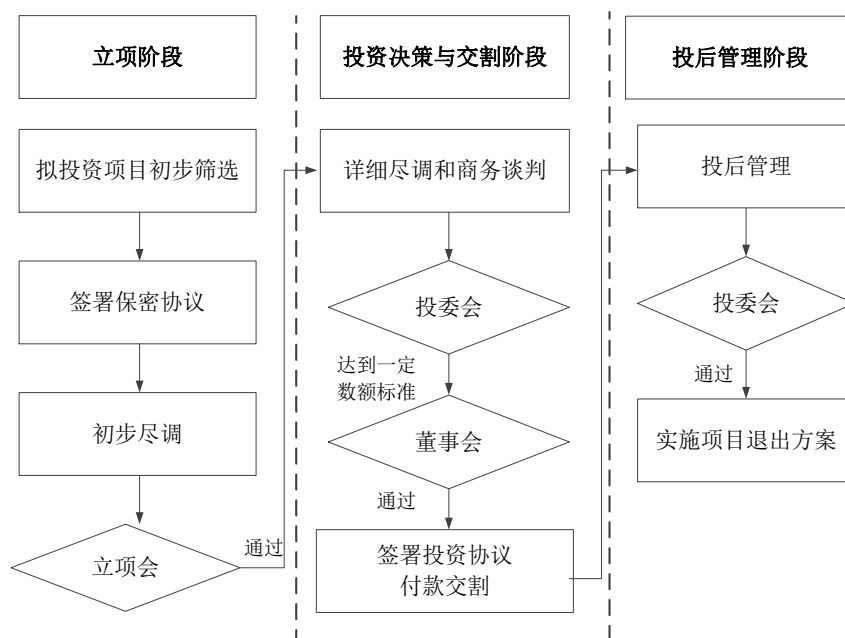 立项阶段
拟投资项目初步筛选
签署保密协议
初步尽调
立项会
通过
投资决策与交割阶段
详细尽调和商务谈判
投委会
达到一定
数额标准
董事会
通过
签署投资协议
付款交割
投后管理阶段
投后管理
投委会
通过
实施项目退出方案